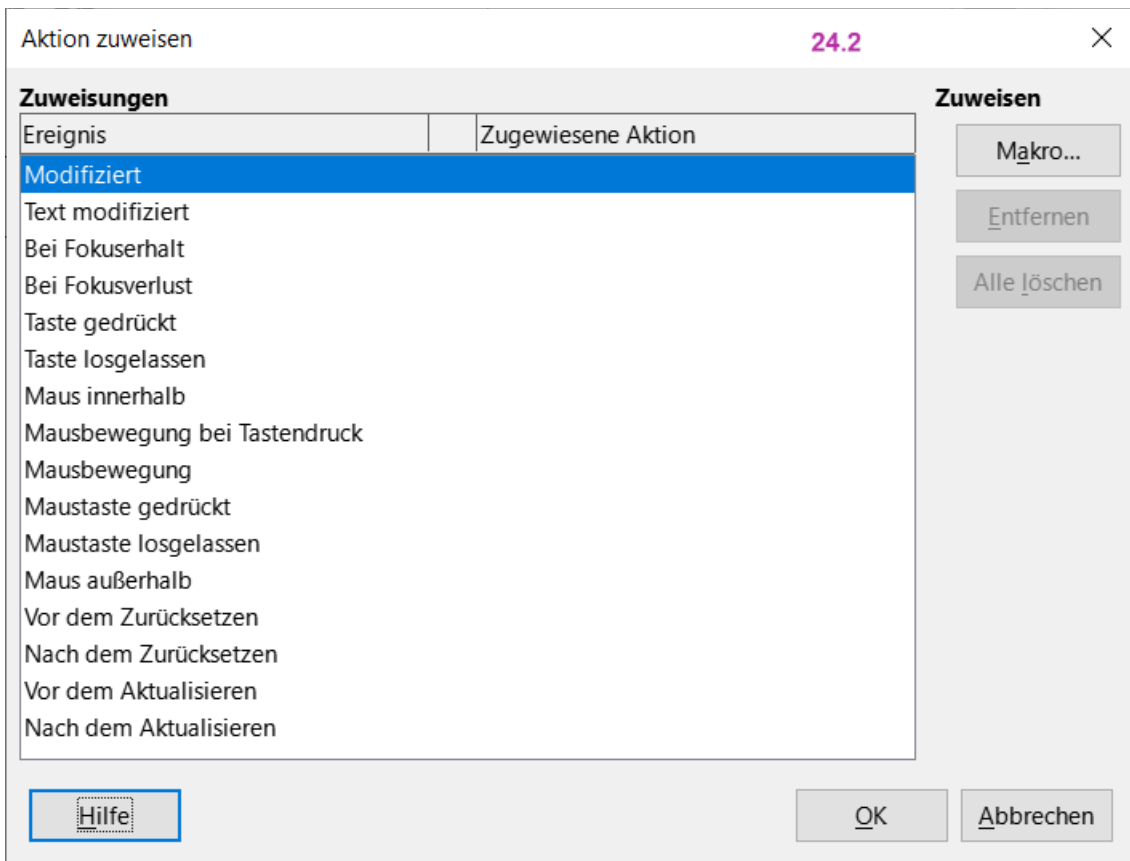 Aktion zuweisen 24.2
Zuweisungen
Zuweisen
Ereignis Zugewiesene Aktion
Makro...
Modifiziert
Text modifiziert
Entfernen
Bei Fokuserhalt
Bei Fokusverlust
Alle löschen
Taste gedrückt
Taste losgelassen
Maus innerhalb
Mausbewegung bei Tastendruck
Mausbewegung
Maustaste gedrückt
Maustaste losgelassen
Maus außerhalb
Vor dem Zurücksetzen
Nach dem Zurücksetzen
Vor dem Aktualisieren
Nach dem Aktualisieren
Hilfe
OK
Abbrechen